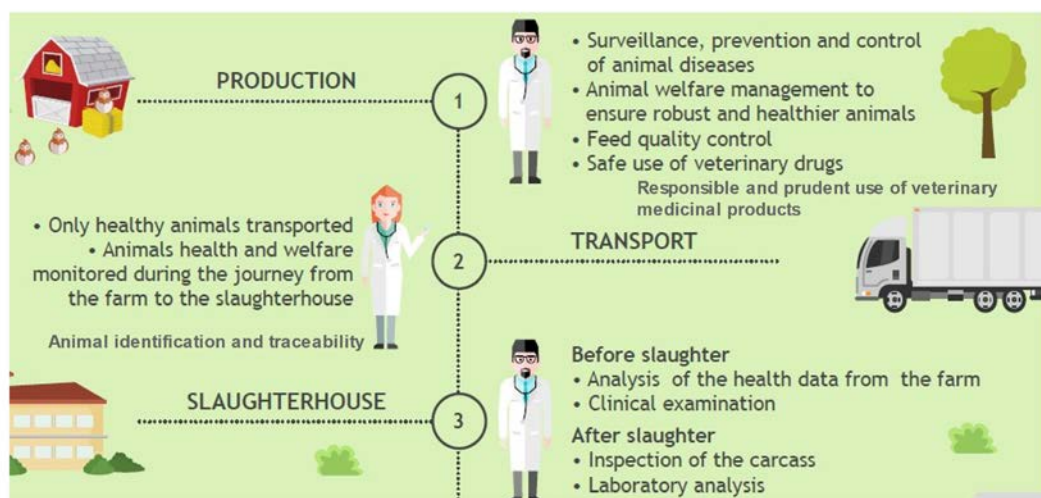 PRODUCTION
1
• Surveillance, prevention and control
of animal diseases
• Animal welfare management to
ensure robust and healthier animals
• Feed quality control
• Safe use of veterinary drugs
Responsible and prudent use of veterinary
medicinal products
• Only healthy animals transported
• Animals health and welfare
monitored during the journey from
the farm to the slaughterhouse
Animal identification and traceability
2
TRANSPORT
SLAUGHTERHOUSE
3
Before slaughter
• Analysis of the health data from the farm
• Clinical examination
After slaughter
• Inspection of the carcass
• Laboratory analysis